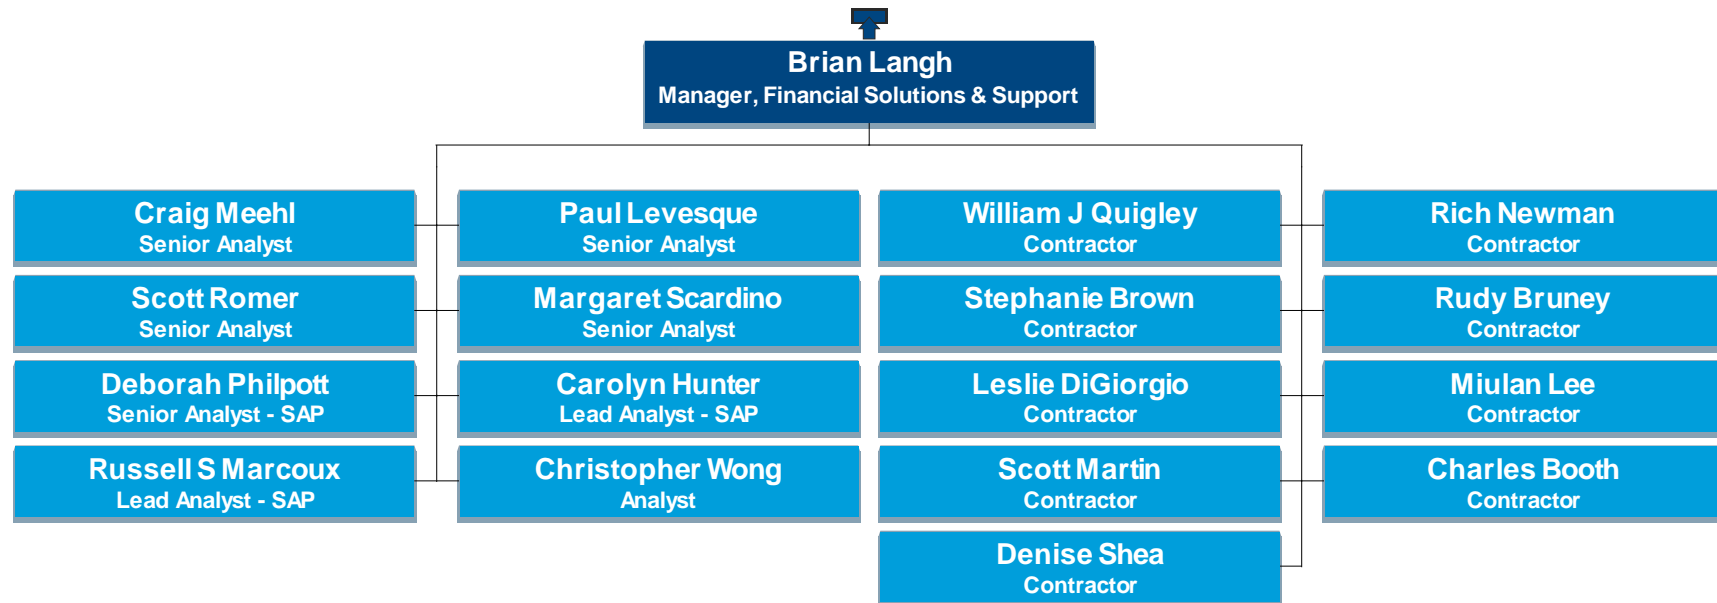 Brian Langh
Manager, Financial Solutions & Support
Craig Meehl
Senior Analyst
Paul Levesque
Senior Analyst
William J Quigley
Contractor
Rich Newman
Contractor
Scott Romer
Senior Analyst
Margaret Scardino
Senior Analyst
Stephanie Brown
Contractor
Rudy Bruney
Contractor
Deborah Philpott
Senior Analyst - SAP
Carolyn Hunter
Lead Analyst - SAP
Leslie DiGiorgio
Contractor
Miulan Lee
Contractor
Russell S Marcoux
Lead Analyst - SAP
Christopher Wong
Analyst
Scott Martin
Contractor
Charles Booth
Contractor
Denise Shea
Contractor